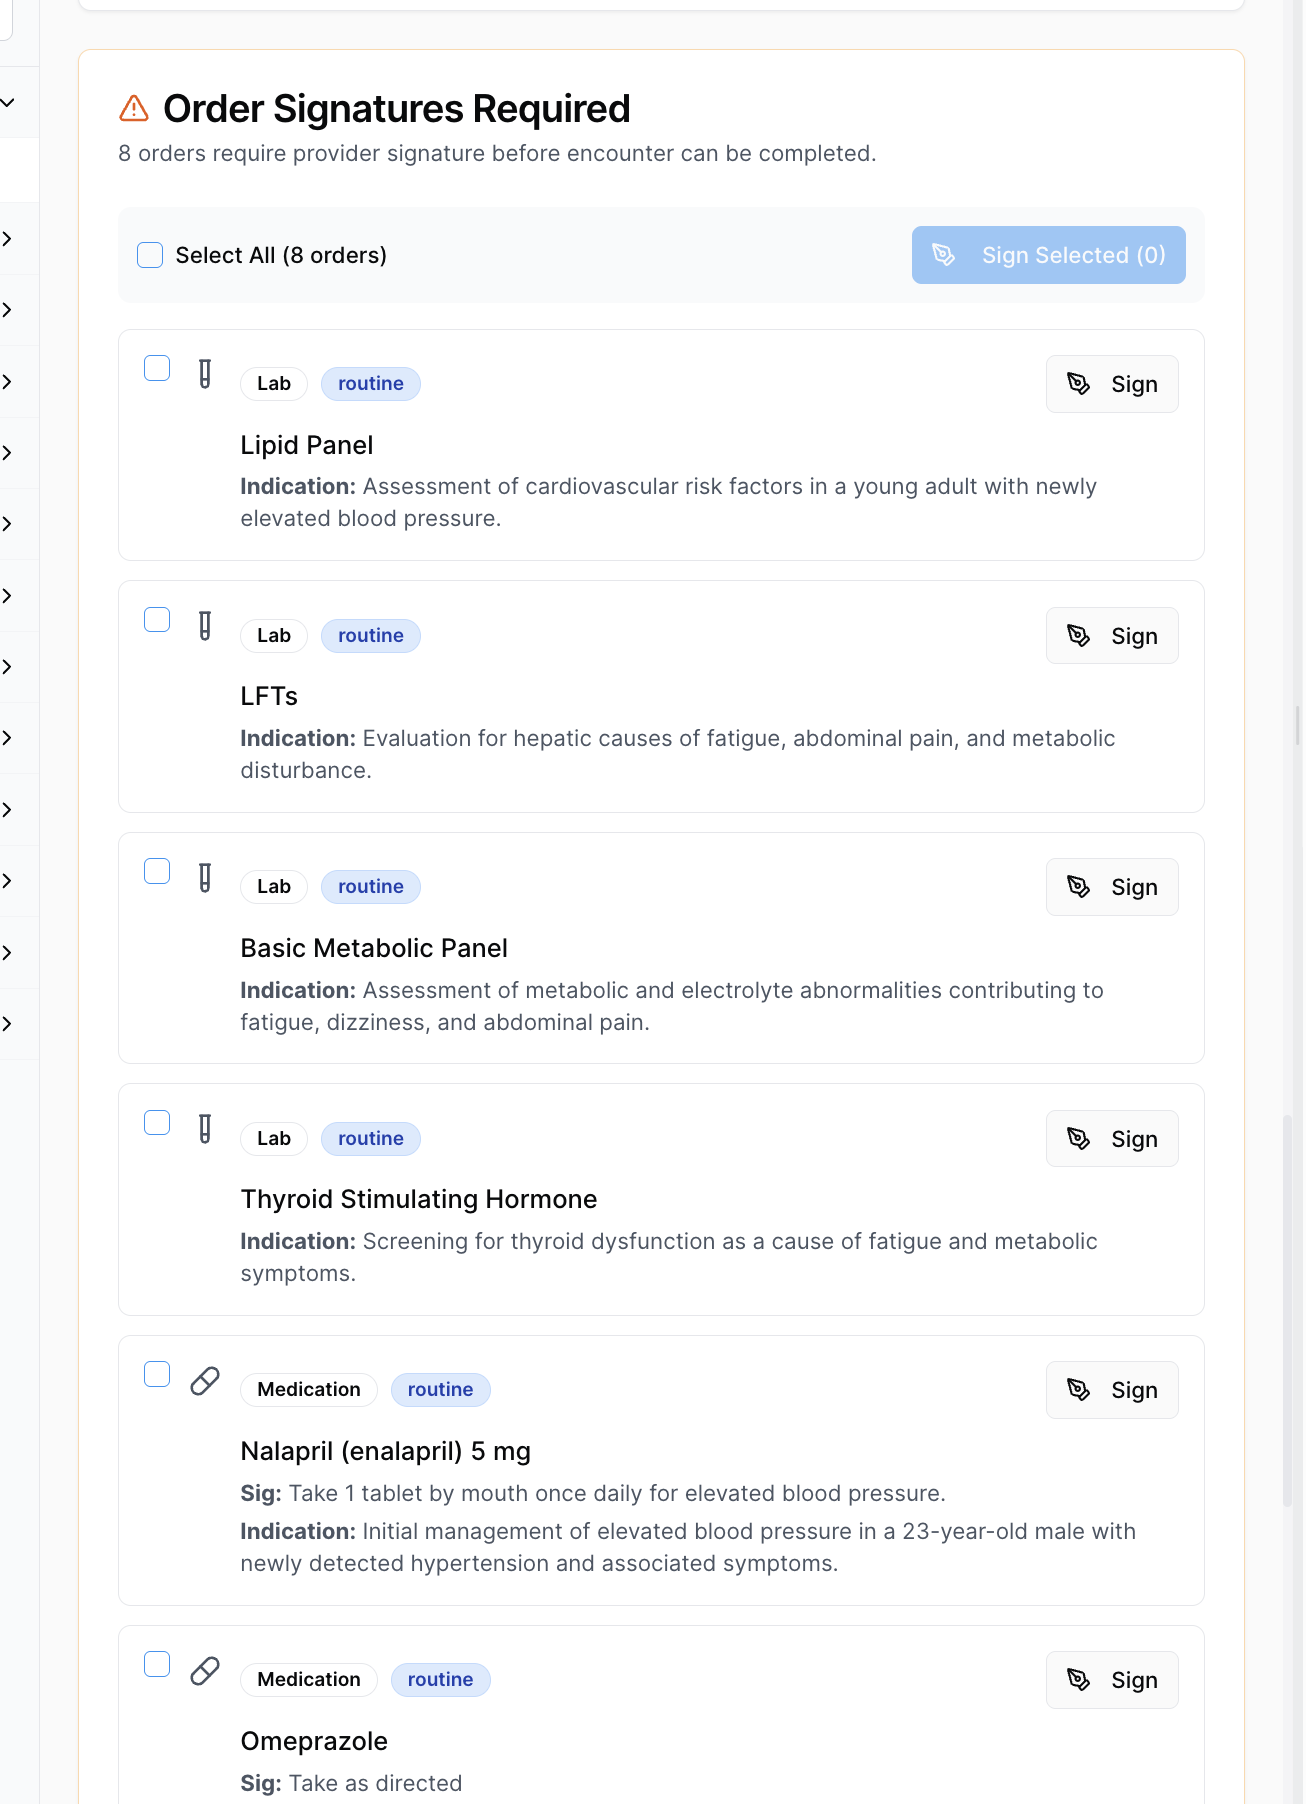 Order Signatures Required
8 orders require provider signature before encounter can be completed.
Select All (8 orders)
Sign Selected (0)
Lab
routine
Sign
Lipid Panel
Indication: Assessment of cardiovascular risk factors in a young adult with newly
elevated blood pressure.
Lab
routine
Sign
LFTs
Indication: Evaluation for hepatic causes of fatigue, abdominal pain, and metabolic
disturbance.
Lab
routine
Sign
Basic Metabolic Panel
Indication: Assessment of metabolic and electrolyte abnormalities contributing to
fatigue, dizziness, and abdominal pain.
Lab
routine
Sign
Thyroid Stimulating Hormone
Indication: Screening for thyroid dysfunction as a cause of fatigue and metabolic
symptoms.
Medication
routine
Sign
Nalapril (enalapril) 5 mg
Sig: Take 1 tablet by mouth once daily for elevated blood pressure.
Indication: Initial management of elevated blood pressure in a 23-year-old male with
newly detected hypertension and associated symptoms.
Medication
routine
Sign
Omeprazole
Sig: Take as directed